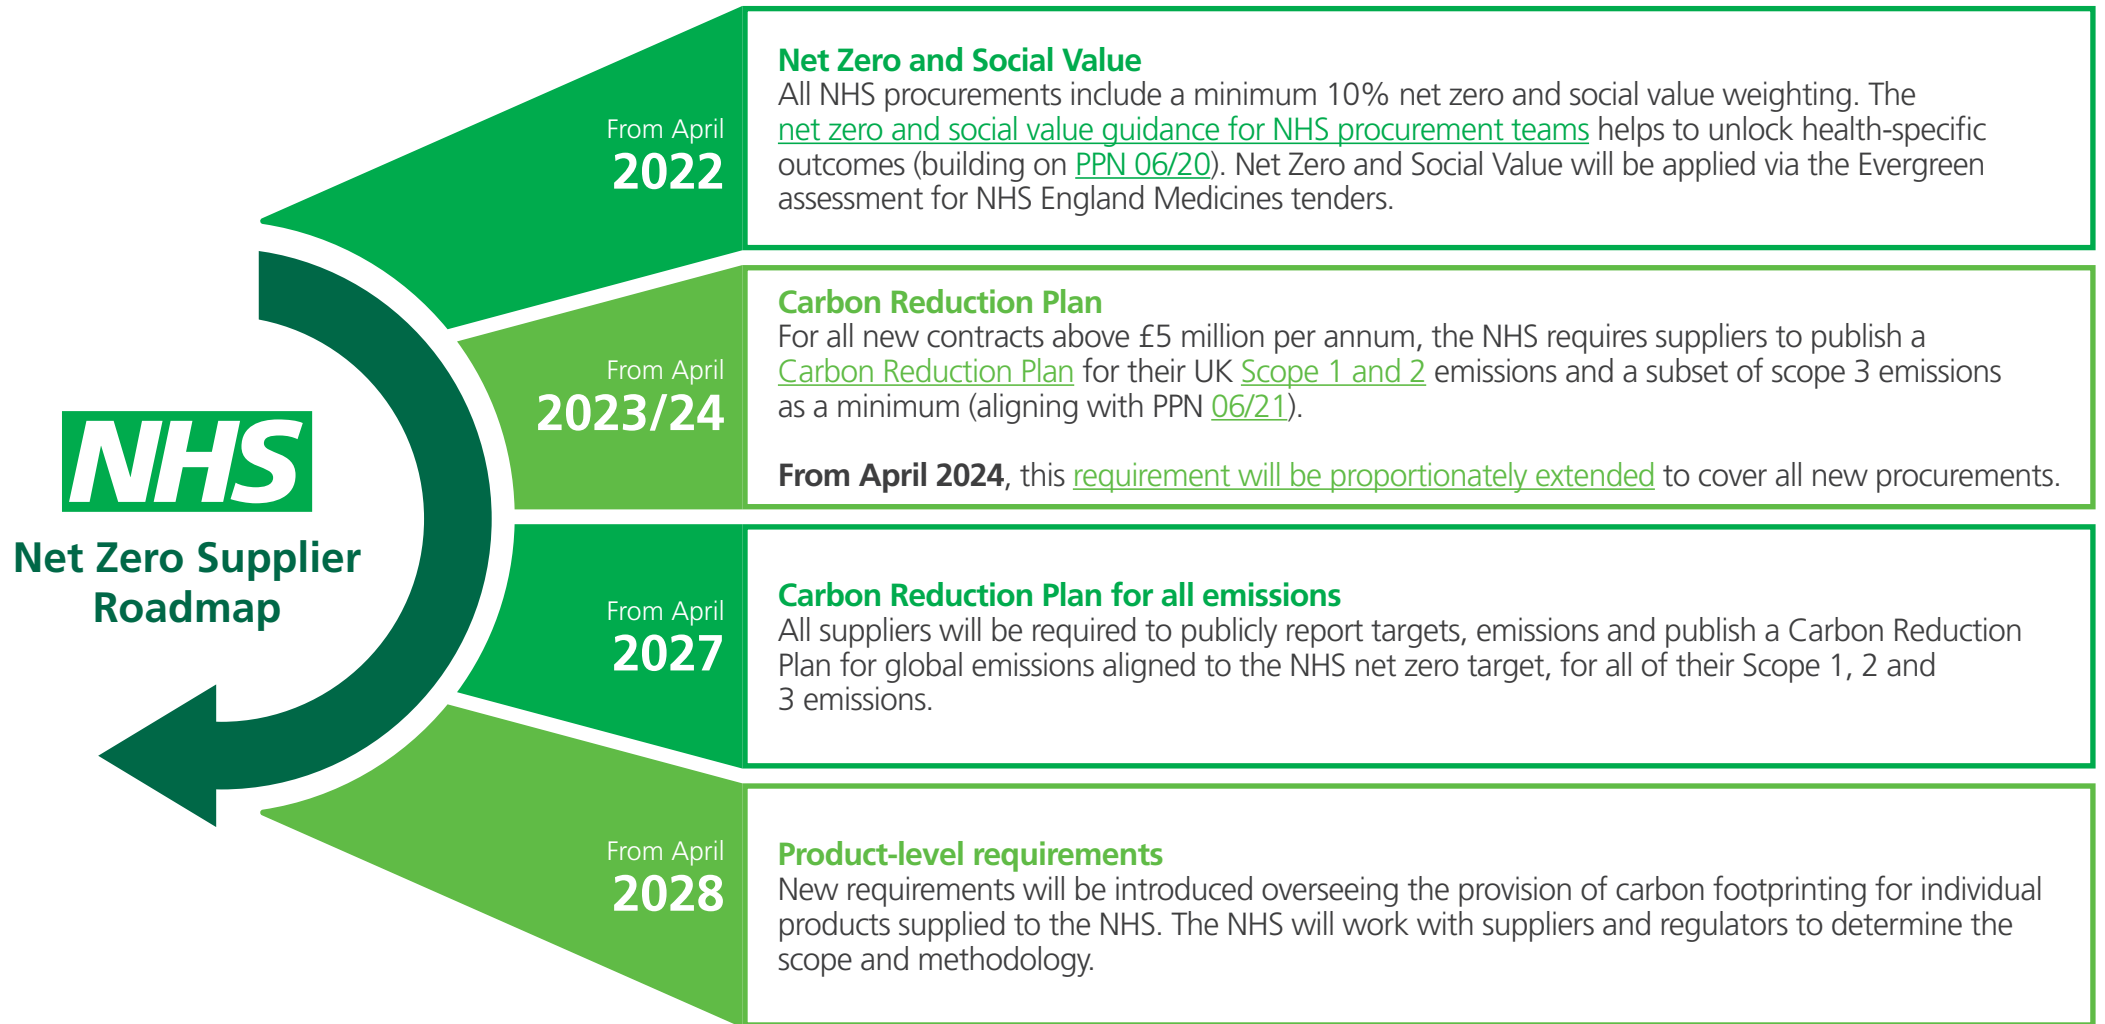 NHS
Net Zero Supplier
Roadmap
From April
2022
Net Zero and Social Value
All NHS procurements include a minimum 10% net zero and social value weighting. The
net zero and social value guidance for NHS procurement teams helps to unlock health-specific
outcomes (building on PPN 06/20). Net Zero and Social Value will be applied via the Evergreen
assessment for NHS England Medicines tenders.
From April
2023/24
Carbon Reduction Plan
For all new contracts above £5 million per annum, the NHS requires suppliers to publish a
Carbon Reduction Plan for their UK Scope 1 and 2 emissions and a subset of scope 3 emissions
as a minimum (aligning with PPN 06/21).
From April 2024, this requirement will be proportionately extended to cover all new procurements.
From April
2027
Carbon Reduction Plan for all emissions
All suppliers will be required to publicly report targets, emissions and publish a Carbon Reduction
Plan for global emissions aligned to the NHS net zero target, for all of their Scope 1, 2 and
3 emissions.
From April
2028
Product-level requirements
New requirements will be introduced overseeing the provision of carbon footprinting for individual
products supplied to the NHS. The NHS will work with suppliers and regulators to determine the
scope and methodology.